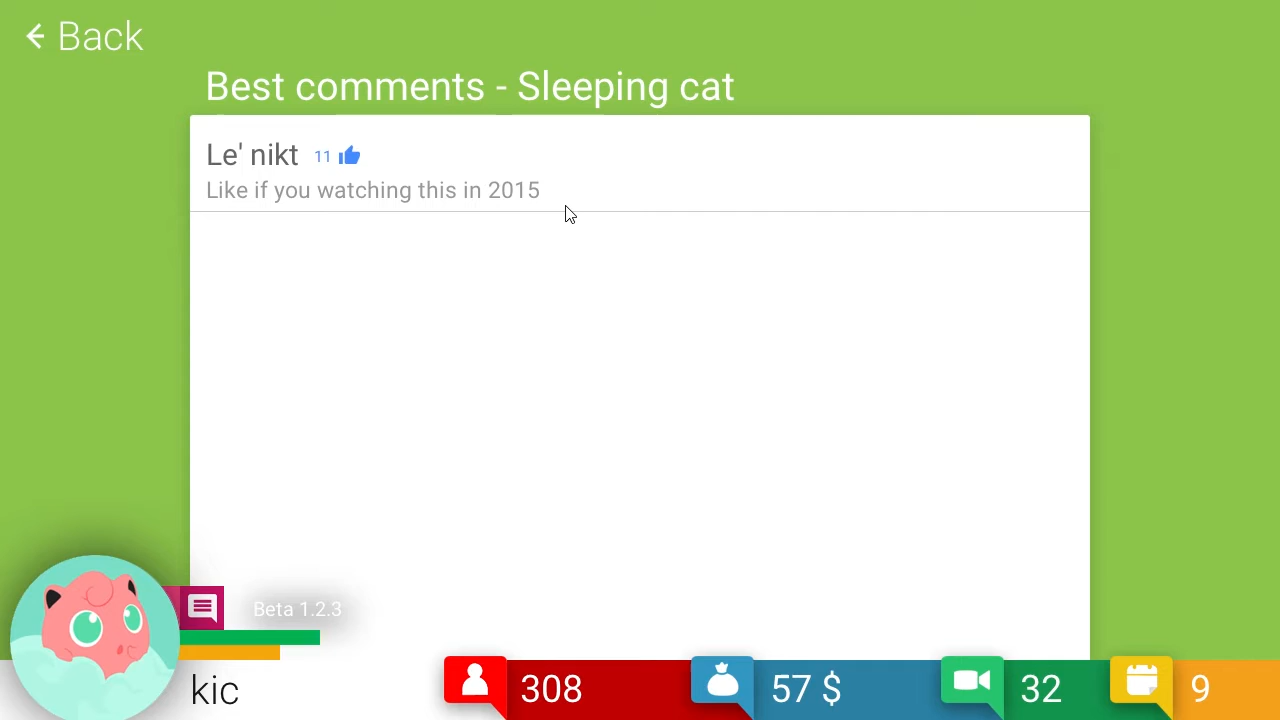 Back
Best comments - Sleeping cat
Le' nikt 11
Like if you watching this in 2015
Beta 1.2.3
kic
308
57 $
32
9